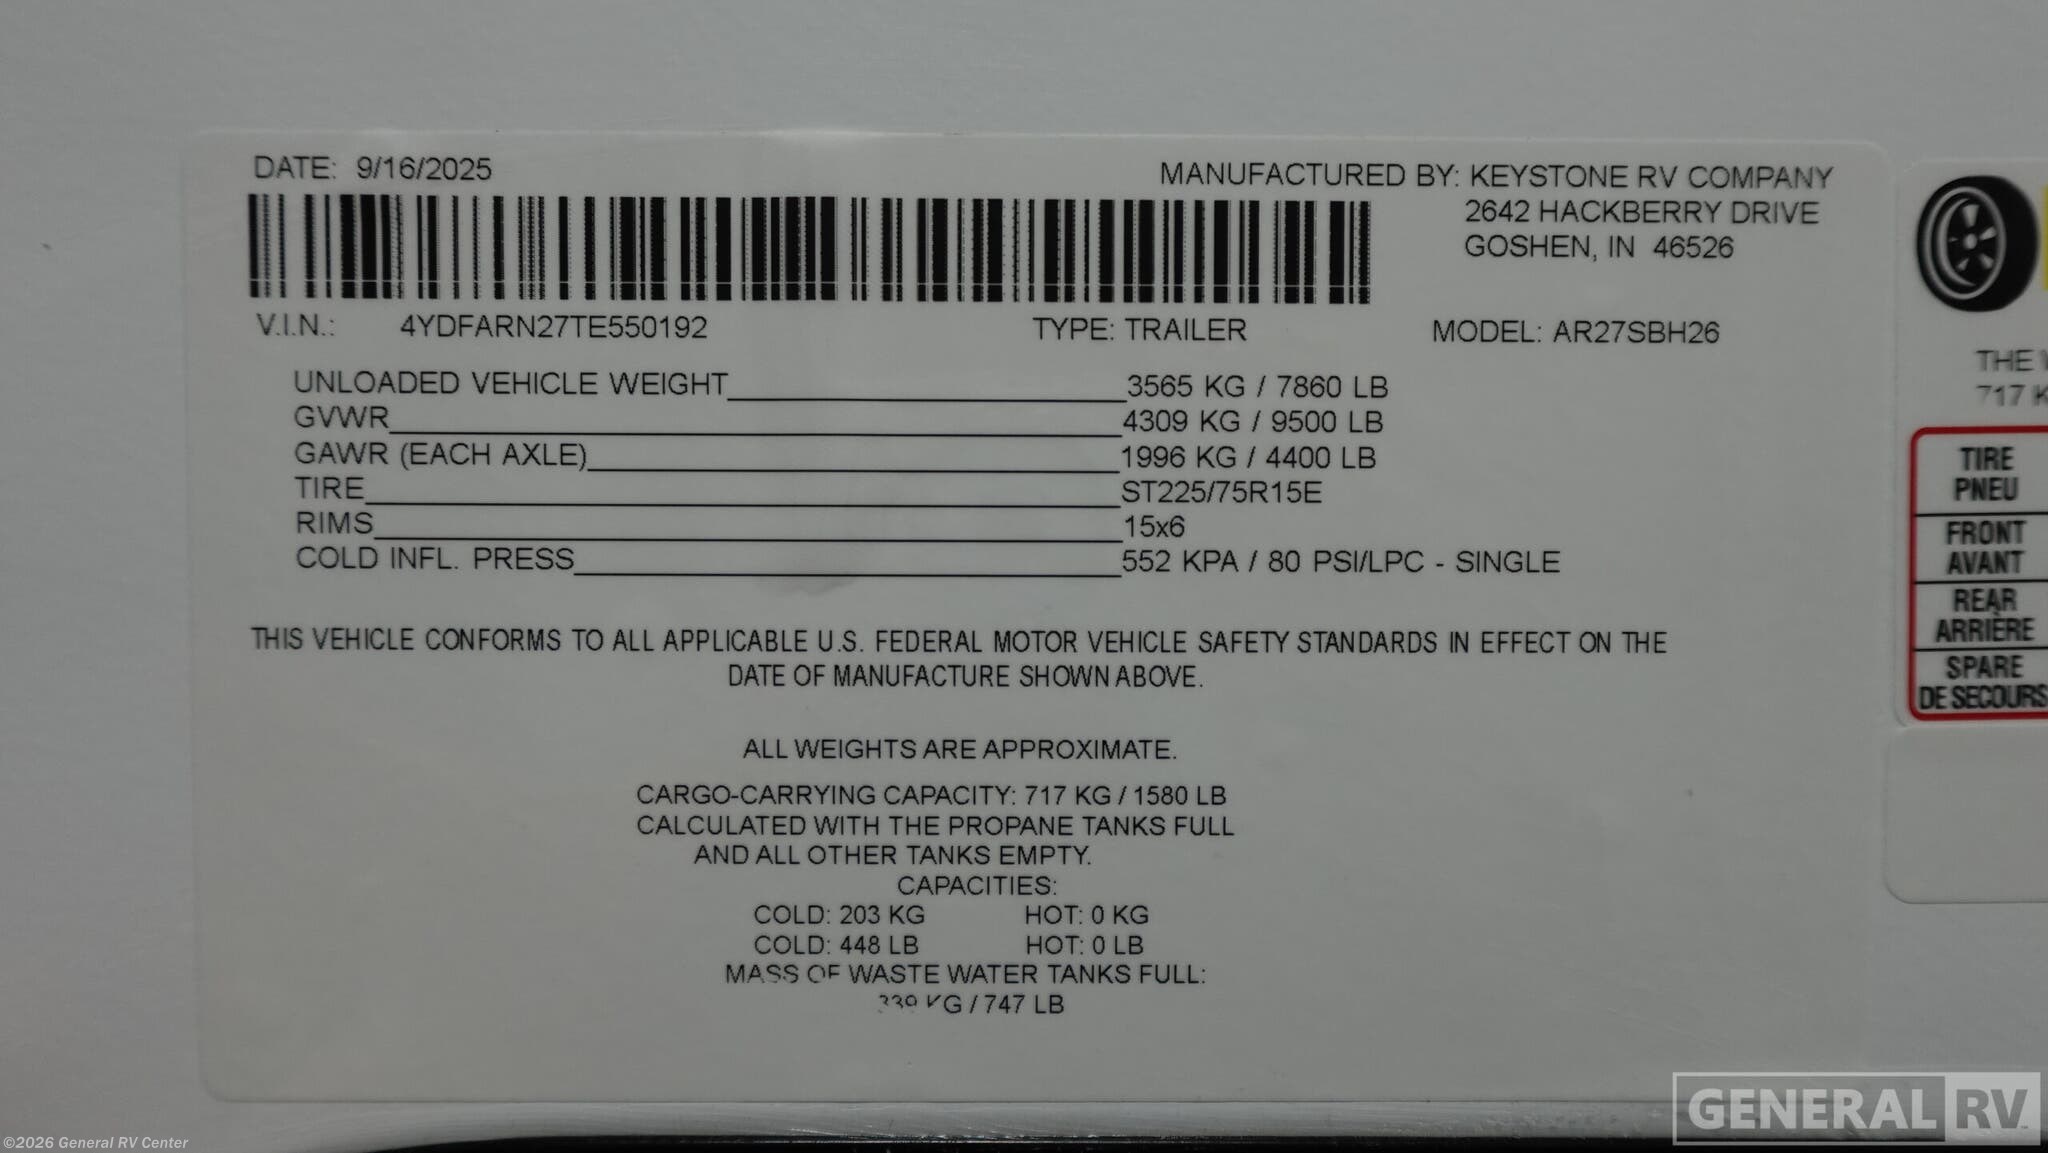 DATE: 9/16/2025
MANUFACTURED BY: KEYSTONE RV COMPANY
2642 HACKBERRY DRIVE
GOSHEN, IN 46526
V.I.N.: 4YDFARN27TE550192 TYPE: TRAILER MODEL: AR27SBH26
UNLOADED VEHICLE WEIGHT 3565 KG / 7860 LB
GVWR 4309 KG / 9500 LB
GAWR (EACH AXLE) 1996 KG / 4400 LB
TIRE ST225/75R15E
RIMS 15x6
COLD INFL. PRESS 552 KPA / 80 PSI/LPC - SINGLE
THIS VEHICLE CONFORMS TO ALL APPLICABLE U.S. FEDERAL MOTOR VEHICLE SAFETY STANDARDS IN EFFECT ON THE
DATE OF MANUFACTURE SHOWN ABOVE.
ALL WEIGHTS ARE APPROXIMATE.
CARGO-CARRYING CAPACITY: 717 KG / 1580 LB
CALCULATED WITH THE PROPANE TANKS FULL
AND ALL OTHER TANKS EMPTY.
CAPACITIES:
COLD: 203 KG HOT: 0 KG
COLD: 448 LB HOT: 0 LB
MASS OF WASTE WATER TANKS FULL:
339 KG / 747 LB
THE
717 K
TIRE
PNEU
FRONT
AVANT
REAR
ARRIÈRE
SPARE
DE SECOURS
GENERAL RV
©2026 General RV Center